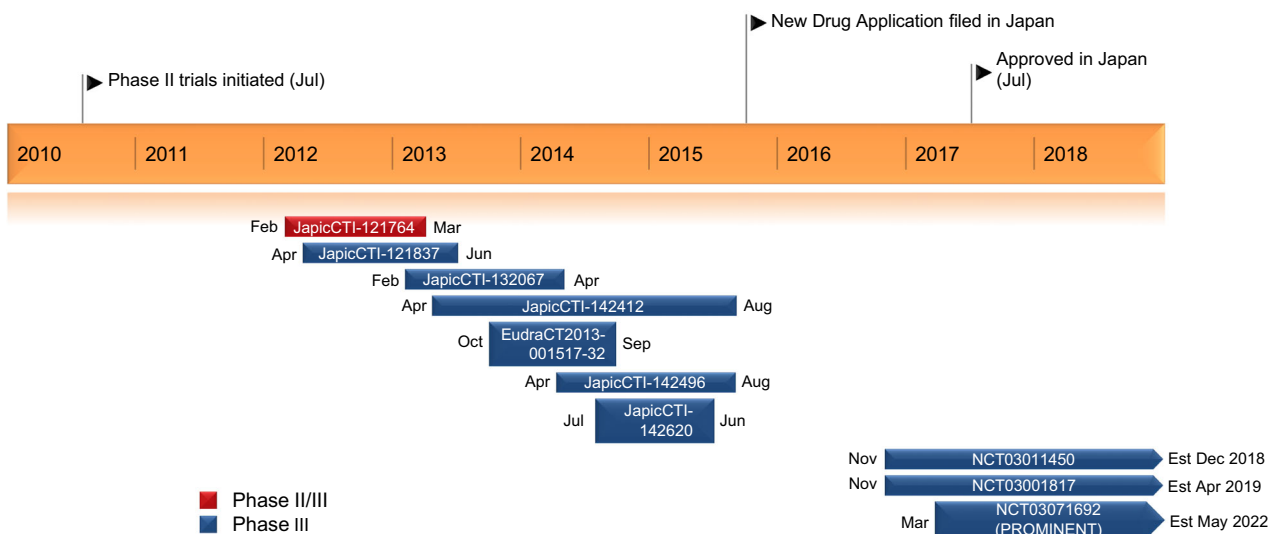 New Drug Application filed in Japan
Phase II trials initiated (Jul)
Approved in Japan
(Jul)
2010 2011 2012 2013 2014 2015 2016 2017 2018
Feb JapicCTI-121764 Mar
Apr JapicCTI-121837 Jun
Feb JapicCTI-132067 Apr
Apr JapicCTI-142412 Aug
Oct EudraCT2013-
001517-32 Sep
Apr JapicCTI-142496 Aug
Jul JapicCTI-
142620 Jun
Nov NCT03011450 Est Dec 2018
Nov NCT03001817 Est Apr 2019
Mar NCT03071692
(PROMINENT) Est May 2022
Phase II/III
Phase III